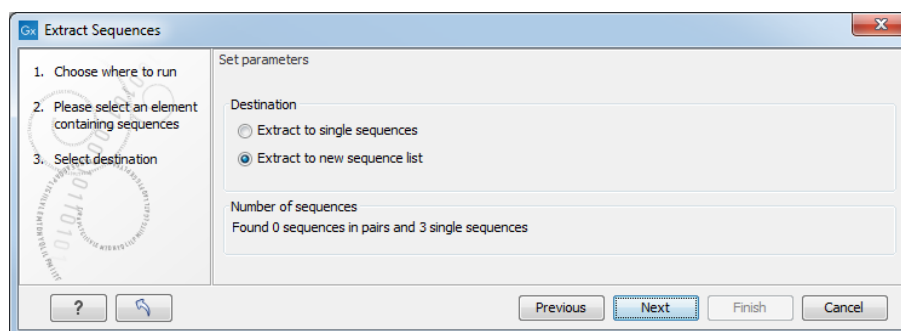 Gx Extract Sequences
Set parameters
1. Choose where to run
2. Please select an element
containing sequences
3. Select destination
Destination
Extract to single sequences
Extract to new sequence list
Number of sequences
Found 0 sequences in pairs and 3 single sequences
?
Previous
Next
Finish
Cancel